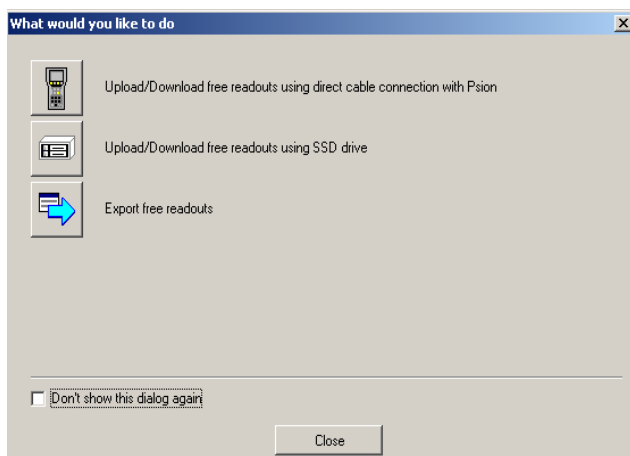 What would you like to do
Upload/Download free readouts using direct cable connection with Psion
Upload/Download free readouts using SSD drive
Export free readouts
Don't show this dialog again
Close